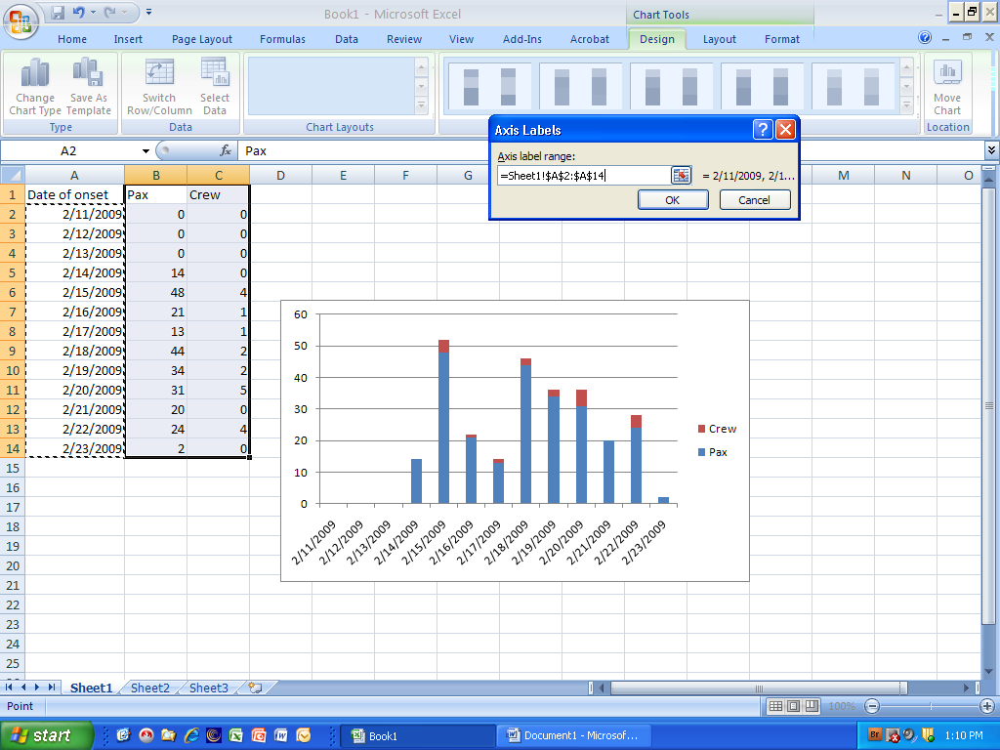 Book1 - Microsoft Excel
Chart Tools
Home Insert Page Layout Formulas Data Review View Add-Ins Acrobat Design Layout Format
Change Chart Type
Save As Template
Switch Row/Column
Select Data
Move Chart
Type Data Chart Layouts Location
Axis Labels
Axis label range:
=Sheet1!$A$2:$A$14 = 2/11/2009, 2/1...
OK Cancel
A2 fx Pax
A B C D E F G M N O
1 Date of onset Pax Crew
2 2/11/2009 0 0
3 2/12/2009 0 0
4 2/13/2009 0 0
5 2/14/2009 14 0
6 2/15/2009 48 4
7 2/16/2009 21 1
8 2/17/2009 13 1
9 2/18/2009 44 2
10 2/19/2009 34 2
11 2/20/2009 31 5
12 2/21/2009 20 0
13 2/22/2009 24 4
14 2/23/2009 2 0
15
16
17
18
19
20
21
22
23
24
25
60
50
40
30
20
10
0
2/11/2009 2/12/2009 2/13/2009 2/14/2009 2/15/2009 2/16/2009 2/17/2009 2/18/2009 2/19/2009 2/20/2009 2/21/2009 2/22/2009 2/23/2009
Crew
Pax
Sheet1 Sheet2 Sheet3
Point 100%
start Book1 Document1 - Microsof... Br 1:10 PM